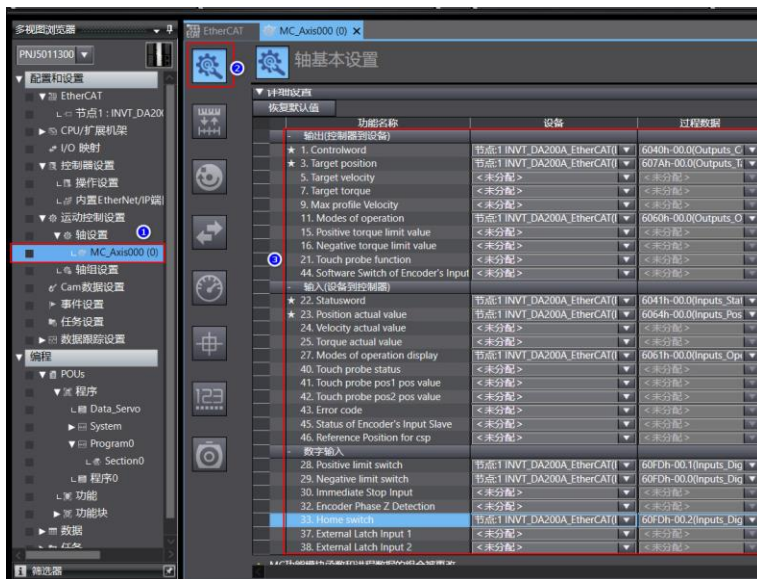 多视图浏览器
PNJ5011300
配置和设置
EtherCAT
节点1 : INVT_DA20
CPU/扩展机架
I/O 映射
控制器设置
操作设置
内置EtherNet/IP端
运动控制设置
轴设置
①
MC_Axis000 (0)
轴组设置
Cam数据设置
事件设置
任务设置
数据跟踪设置
编程
POUs
程序
Data_Servo
System
Program0
Section0
程序0
功能
功能块
数据
任务
筛选器
EtherCAT
MC_Axis000 (0) ×
②
轴基本设置
详细设置
恢复默认值
功能名称 设备 过程数据
- 输出(控制器到设备)
★ 1. Controlword 节点:1 INVT_DA200A_EtherCAT(I 6040h-00.0(Outputs_C
★ 3. Target position 节点:1 INVT_DA200A_EtherCAT(I 607Ah-00.0(Outputs_Ta
5. Target velocity <未分配> <未分配>
7. Target torque <未分配> <未分配>
9. Max profile Velocity <未分配> <未分配>
11. Modes of operation 节点:1 INVT_DA200A_EtherCAT(I 6060h-00.0(Outputs_O
15. Positive torque limit value <未分配> <未分配>
16. Negative torque limit value <未分配> <未分配>
③
21. Touch probe function <未分配> <未分配>
44. Software Switch of Encoder's Input <未分配> <未分配>
- 输入(设备到控制器)
★ 22. Statusword 节点:1 INVT_DA200A_EtherCAT(I 6041h-00.0(Inputs_Stat
★ 23. Position actual value 节点:1 INVT_DA200A_EtherCAT(I 6064h-00.0(Inputs_Pos
24. Velocity actual value <未分配> <未分配>
25. Torque actual value <未分配> <未分配>
27. Modes of operation display 节点:1 INVT_DA200A_EtherCAT(I 6061h-00.0(Inputs_Ope
40. Touch probe status <未分配> <未分配>
41. Touch probe pos1 pos value <未分配> <未分配>
42. Touch probe pos2 pos value <未分配> <未分配>
43. Error code <未分配> <未分配>
45. Status of Encoder's Input Slave <未分配> <未分配>
46. Reference Position for csp <未分配> <未分配>
- 数字输入
28. Positive limit switch 节点:1 INVT_DA200A_EtherCAT(I 60FDh-00.1(Inputs_Dig
29. Negative limit switch 节点:1 INVT_DA200A_EtherCAT(I 60FDh-00.0(Inputs_Dig
30. Immediate Stop Input <未分配> <未分配>
32. Encoder Phase Z Detection <未分配> <未分配>
33. Home switch 节点:1 INVT_DA200A_EtherCAT(I 60FDh-00.2(Inputs_Dig
37. External Latch Input 1 <未分配> <未分配>
38. External Latch Input 2 <未分配> <未分配>